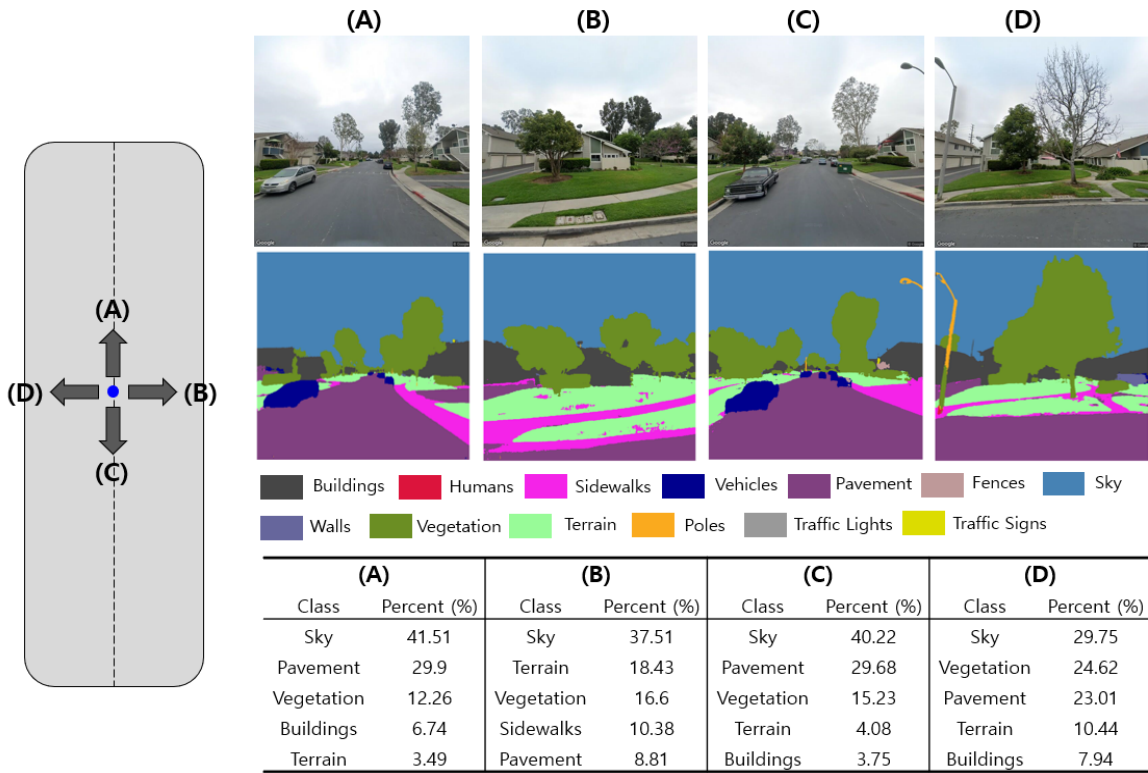 (A) (B) (C) (D)
(A)
(D) (B)
(C)
Google Google Google Google
Buildings Humans Sidewalks Vehicles Pavement Fences Sky
Walls Vegetation Terrain Poles Traffic Lights Traffic Signs
(A) (B) (C) (D)
Class Percent (%) Class Percent (%) Class Percent (%) Class Percent (%)
Sky 41.51 Sky 37.51 Sky 40.22 Sky 29.75
Pavement 29.9 Terrain 18.43 Pavement 29.68 Vegetation 24.62
Vegetation 12.26 Vegetation 16.6 Vegetation 15.23 Pavement 23.01
Buildings 6.74 Sidewalks 10.38 Terrain 4.08 Terrain 10.44
Terrain 3.49 Pavement 8.81 Buildings 3.75 Buildings 7.94